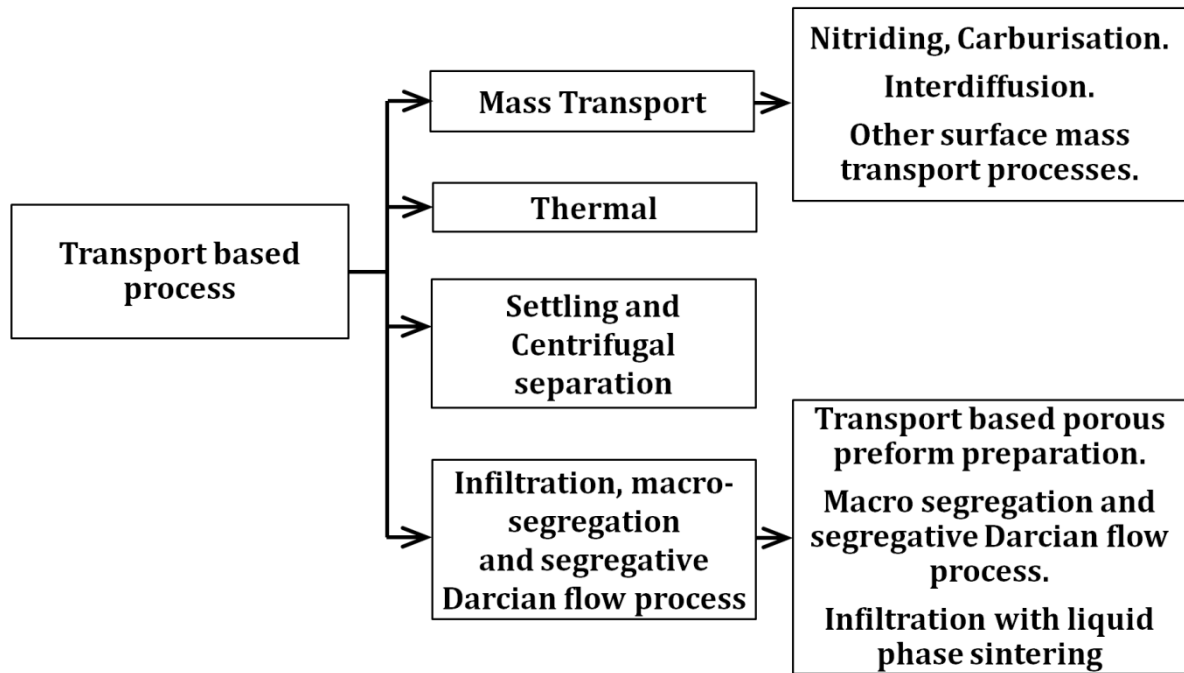 Transport based
process
Mass Transport
Nitriding, Carburisation.
Interdiffusion.
Other surface mass
transport processes.
Thermal
Settling and
Centrifugal
separation
Infiltration, macro-
segregation
and segregative
Darcian flow process
Transport based porous
preform preparation.
Macro segregation and
segregative Darcian flow
process.
Infiltration with liquid
phase sintering